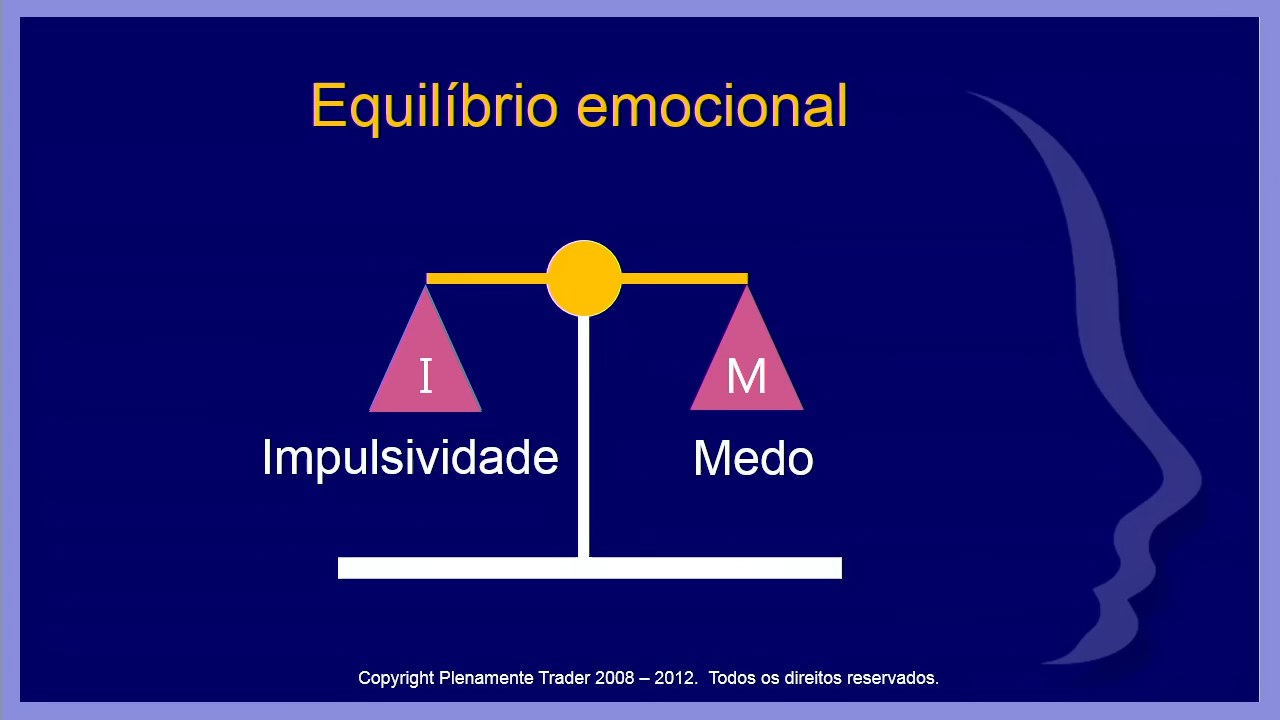 Equilíbrio emocional
I
M
Impulsividade
Medo
Copyright Plenamente Trader 2008 – 2012.  Todos os direitos reservados.